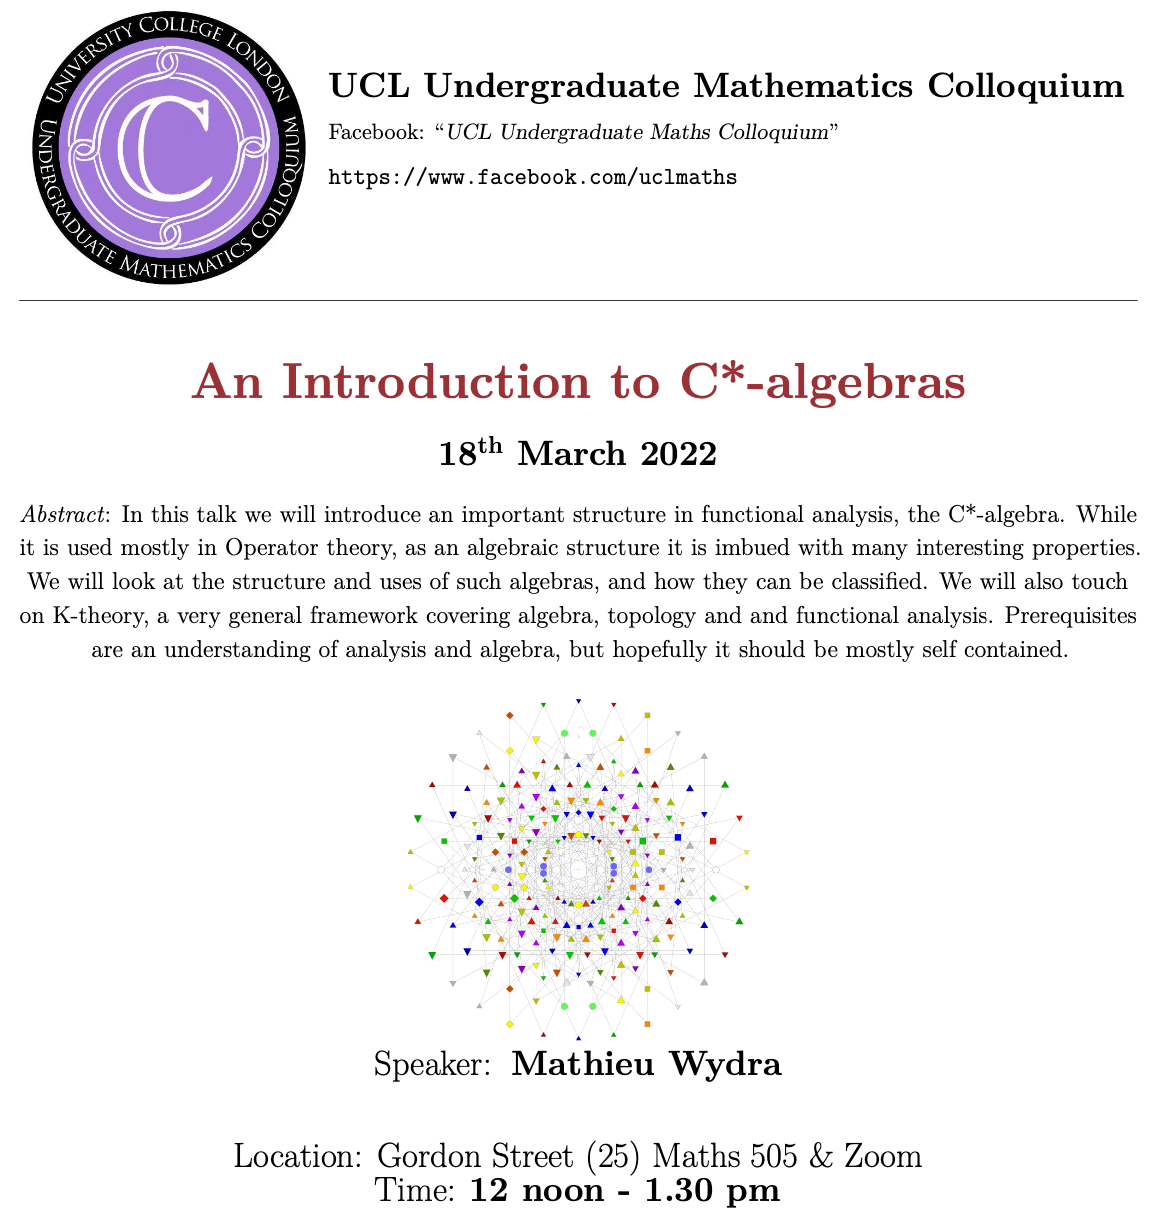 UNIVERSITY COLLEGE LONDON
UNDERGRADUATE MATHEMATICS COLLOQUIUM
C
UCL Undergraduate Mathematics Colloquium
Facebook: “UCL Undergraduate Maths Colloquium”
https://www.facebook.com/uclmaths
An Introduction to C*-algebras
18th March 2022
Abstract: In this talk we will introduce an important structure in functional analysis, the C*-algebra. While
it is used mostly in Operator theory, as an algebraic structure it is imbued with many interesting properties.
We will look at the structure and uses of such algebras, and how they can be classified. We will also touch
on K-theory, a very general framework covering algebra, topology and and functional analysis. Prerequisites
are an understanding of analysis and algebra, but hopefully it should be mostly self contained.
Speaker: Mathieu Wydra
Location: Gordon Street (25) Maths 505 & Zoom
Time: 12 noon - 1.30 pm